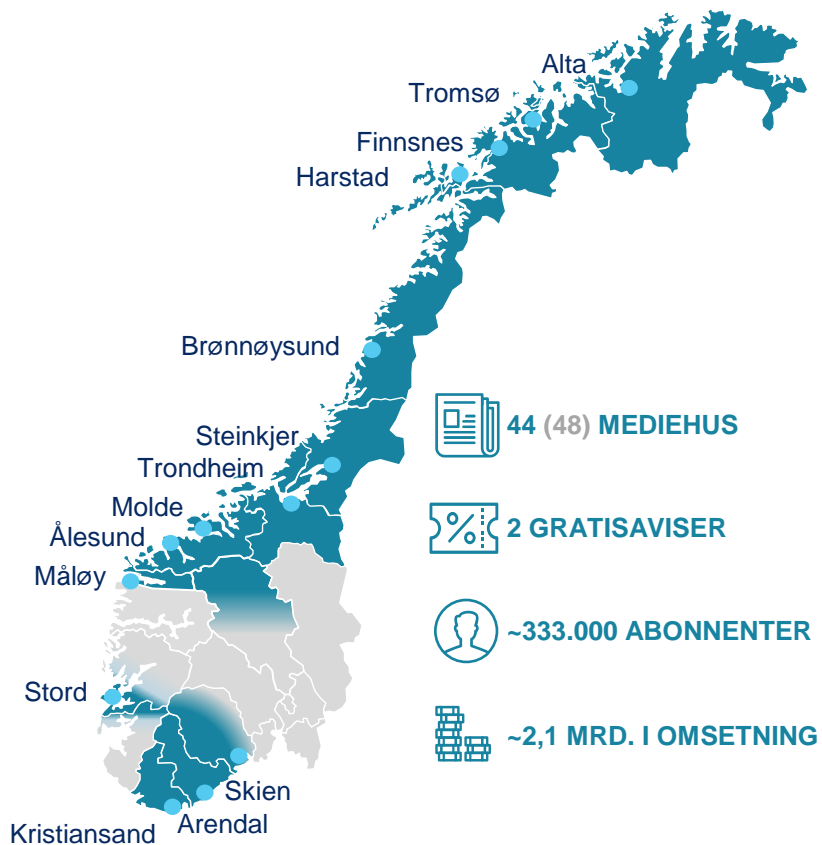 Alta
Tromsø
Finnsnes
Harstad
Brønnøysund
44 (48) MEDIEHUS
Steinkjer
Trondheim
Molde
2 GRATISAVISER
Ålesund
Måløy
~333.000 ABONNENTER
Stord
~2,1 MRD. I OMSETNING
Skien
Arendal
Kristiansand